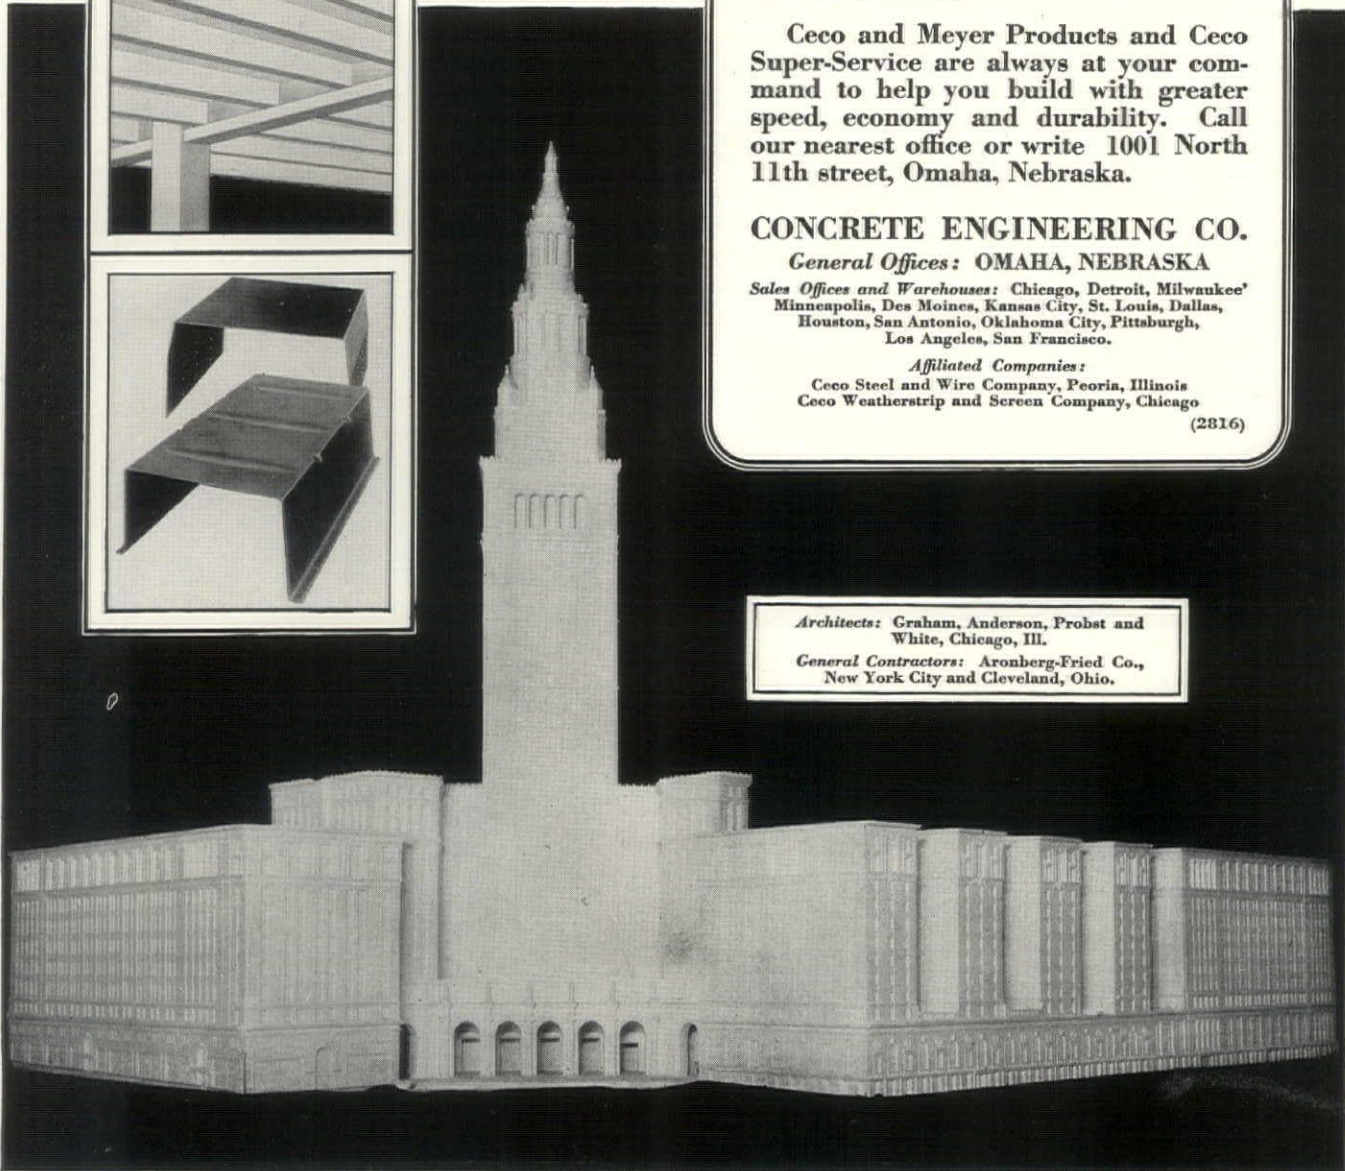 Ceco and Meyer Products and Ceco
Super-Service are always at your com-
mand to help you build with greater
speed, economy and durability. Call
our nearest office or write 1001 North
11th street, Omaha, Nebraska.
CONCRETE ENGINEERING CO.
General Offices: OMAHA, NEBRASKA
Sales Offices and Warehouses: Chicago, Detroit, Milwaukee'
Minneapolis, Des Moines, Kansas City, St. Louis, Dallas,
Houston, San Antonio, Oklahoma City, Pittsburgh,
Los Angeles, San Francisco.
Affiliated Companies:
Ceco Steel and Wire Company, Peoria, Illinois
Ceco Weatherstrip and Screen Company, Chicago
(2816)
Architects: Graham, Anderson, Probst and
White, Chicago, Ill.
General Contractors: Aronberg-Fried Co.,
New York City and Cleveland, Ohio.